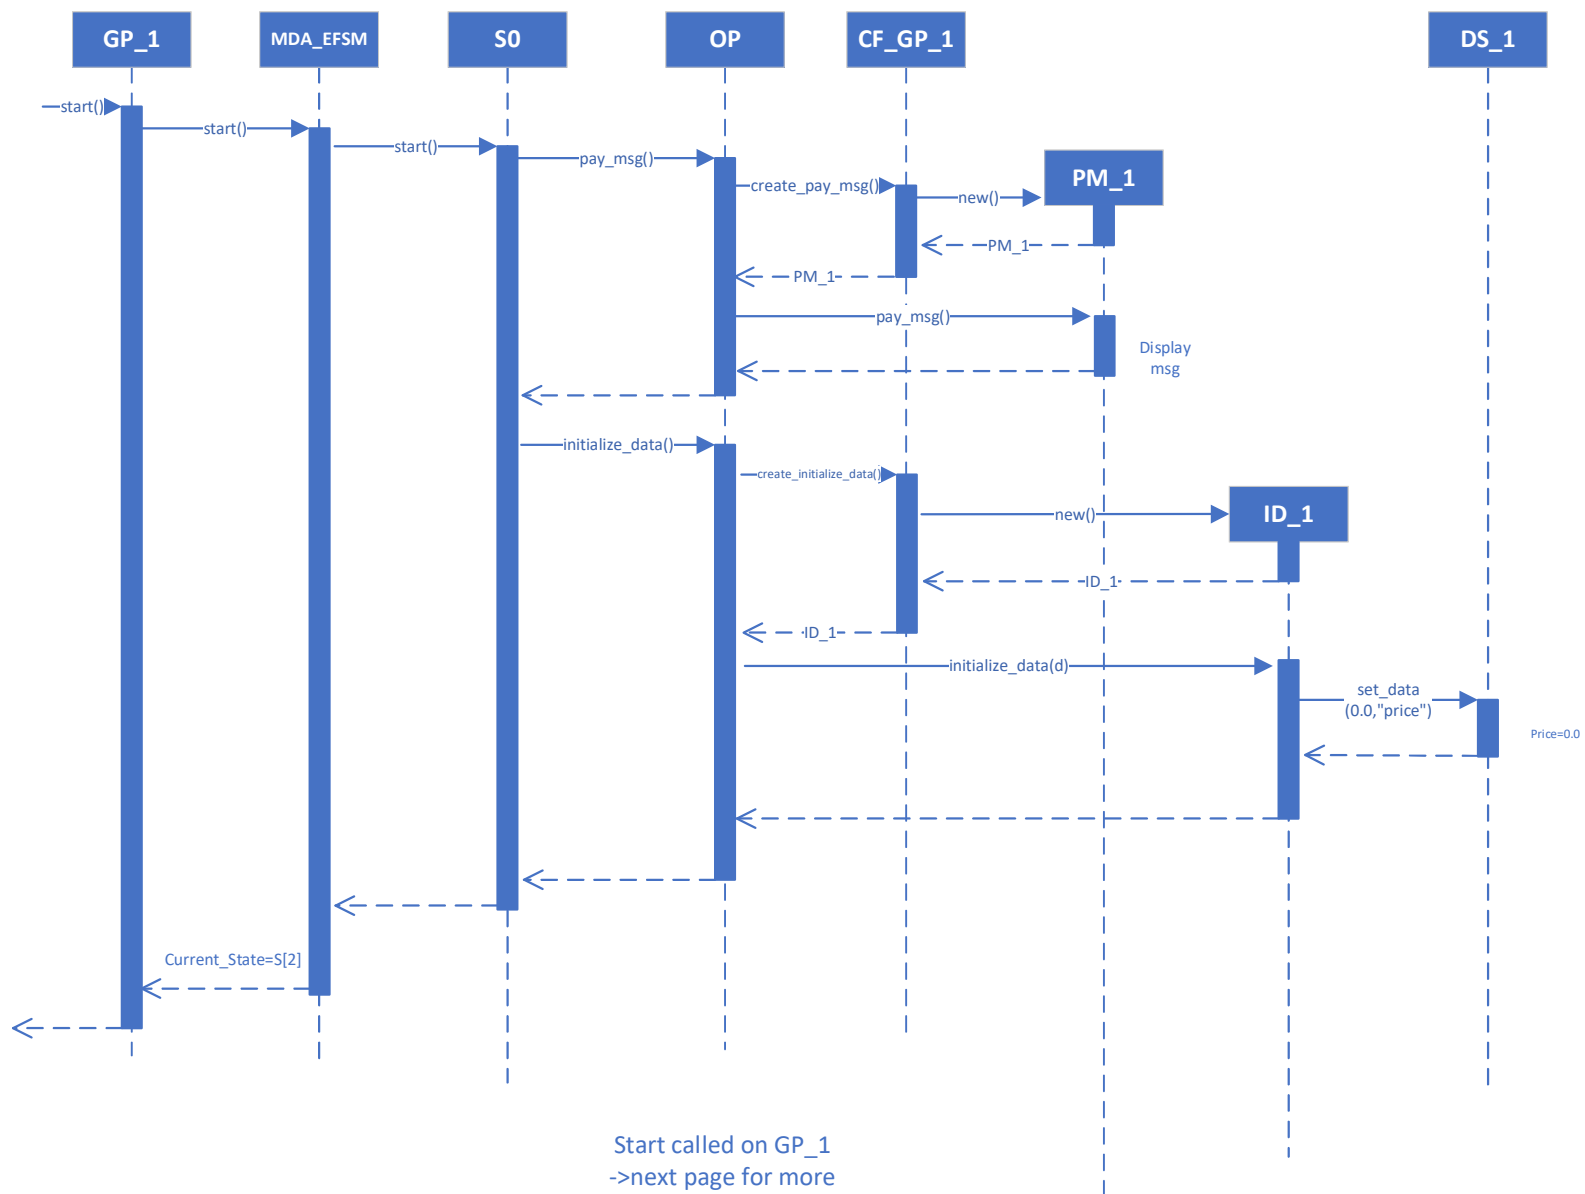 GP_1
MDA_EFSM
S0
OP
CF_GP_1
DS_1
start()
start()
start()
pay_msg()
create_pay_msg()
new()
PM_1
PM_1
PM_1
pay_msg()
Display
msg
initialize_data()
create_initialize_data()
new()
ID_1
ID_1
ID_1
initialize_data(d)
set_data
(0.0,"price")
Price=0.0
Current_State=S[2]
Start called on GP_1
->next page for more